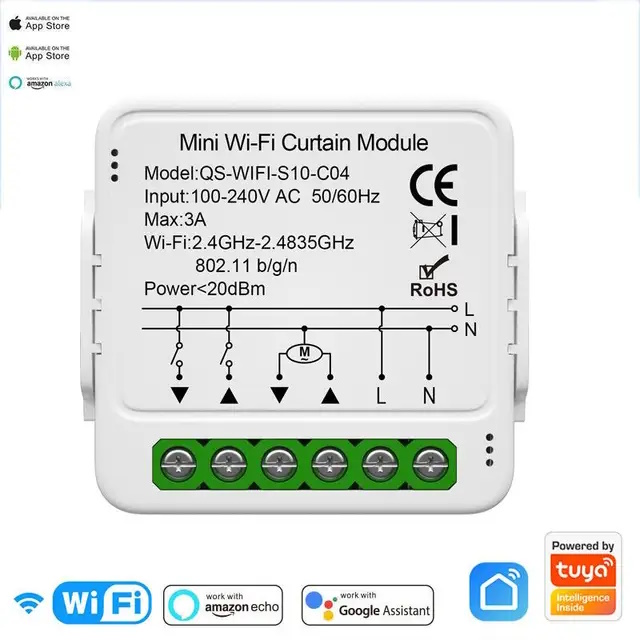 AVAILABLE ON THE
App Store
AVAILABLE ON THE
App Store
WORKS WITH
amazon alexa
Mini Wi-Fi Curtain Module
Model:QS-WIFI-S10-C04
Input:100-240V AC 50/60Hz
Max:3A
Wi-Fi:2.4GHz-2.4835GHz
802.11 b/g/n
Power<20dBm
CE
RoHS
L
N
M
~
▼ ▲ ▼ ▲ L N
WiFi
work with
amazon echo
work with
Google Assistant
Powered by
tuya
Intelligence
Inside